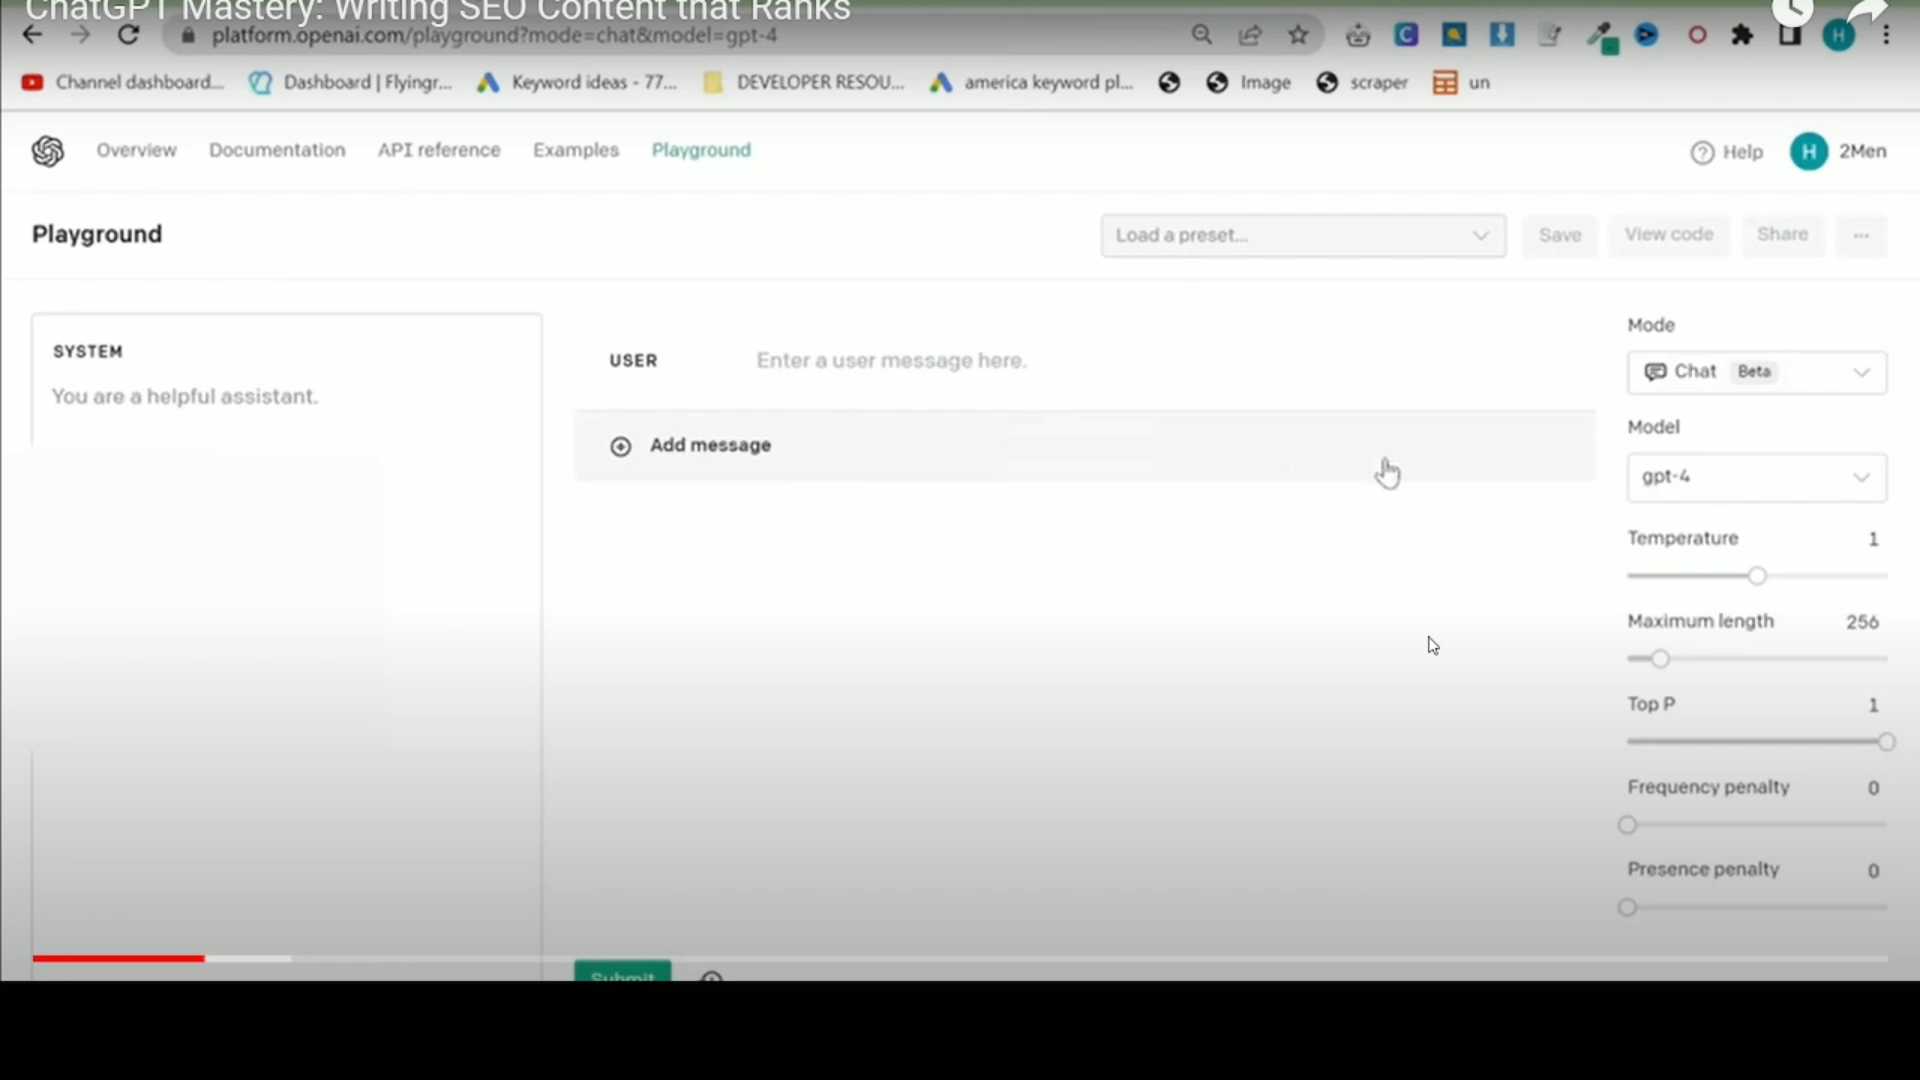 ChatGPT Mastery: Writing SEO Content that Ranks
platform.openai.com/playground?mode=chat&model=gpt-4
C
H
Channel dashboard... Dashboard | Flyingr... Keyword ideas - 77... DEVELOPER RESOU... america keyword pl... Image scraper un
Overview Documentation API reference Examples Playground Help H 2Men
Playground Load a preset... Save View code Share ...
SYSTEM
You are a helpful assistant.
USER Enter a user message here.
Add message
Mode
Chat Beta
Model
gpt-4
Temperature 1
Maximum length 256
Top P 1
Frequency penalty 0
Presence penalty 0
Submit